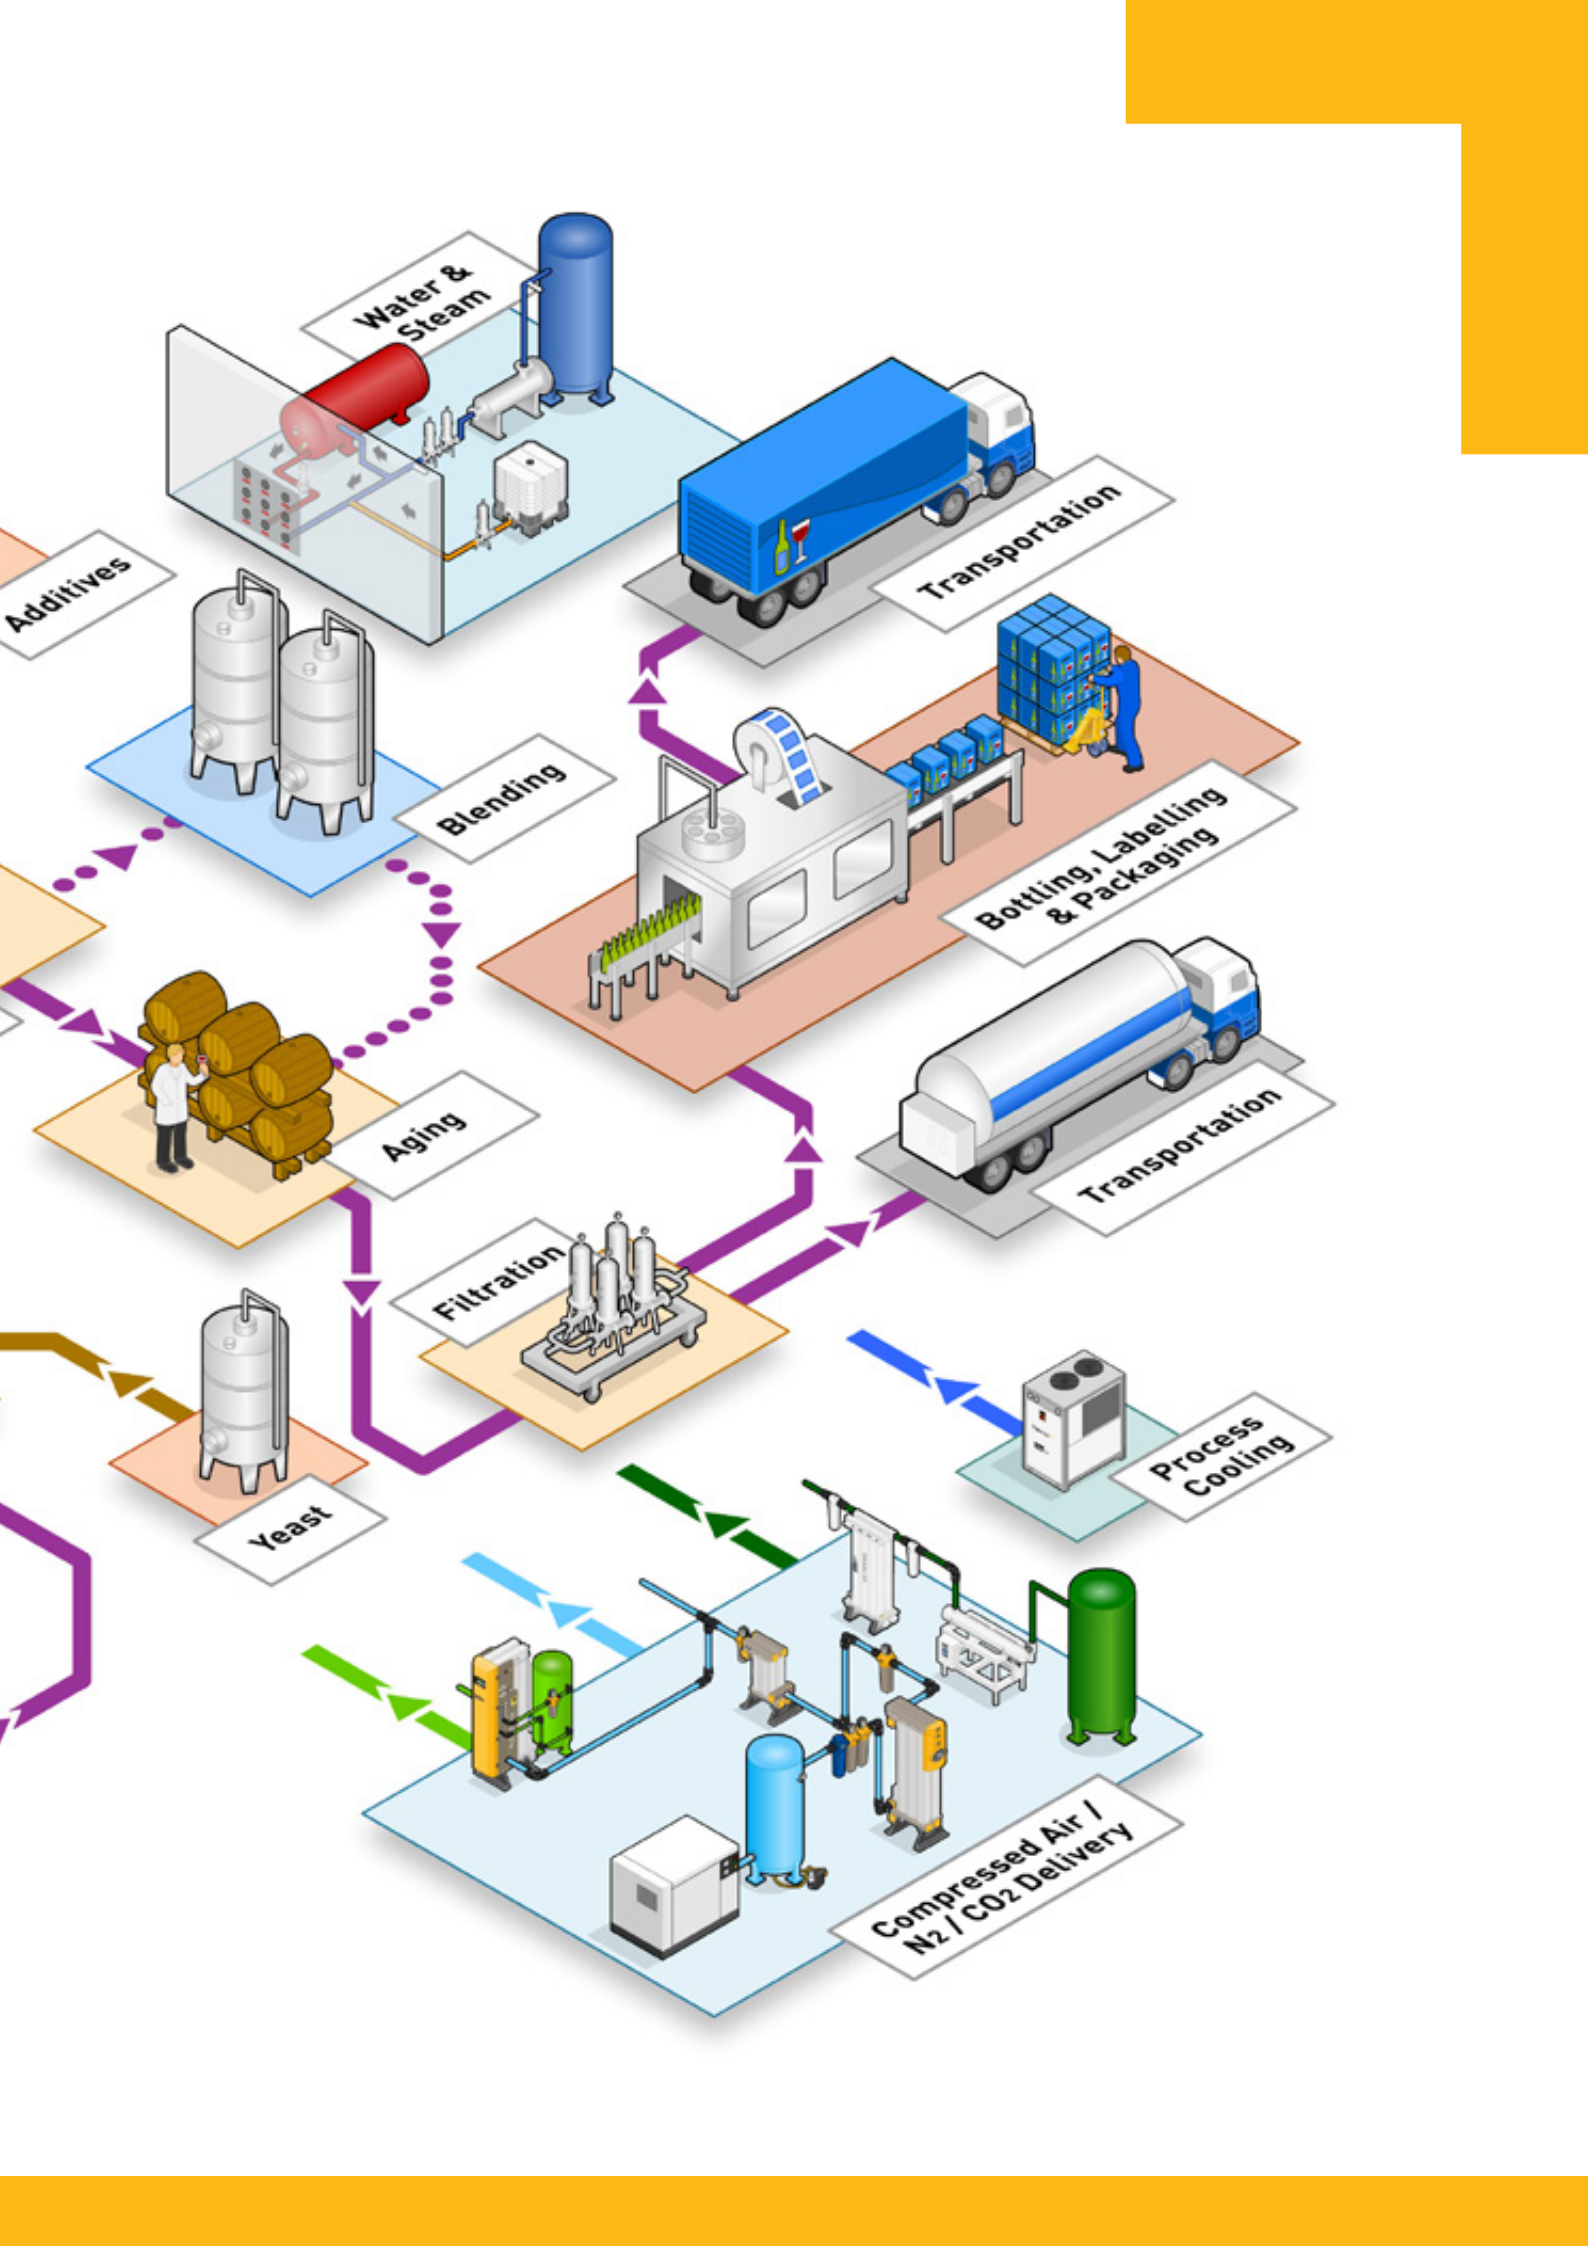 Water &
Steam
Transportation
Additives
Blending
Bottling, Labelling
& Packaging
Aging
Transportation
Filtration
Process
Cooling
Yeast
Compressed Air /
N2 / CO2 Delivery